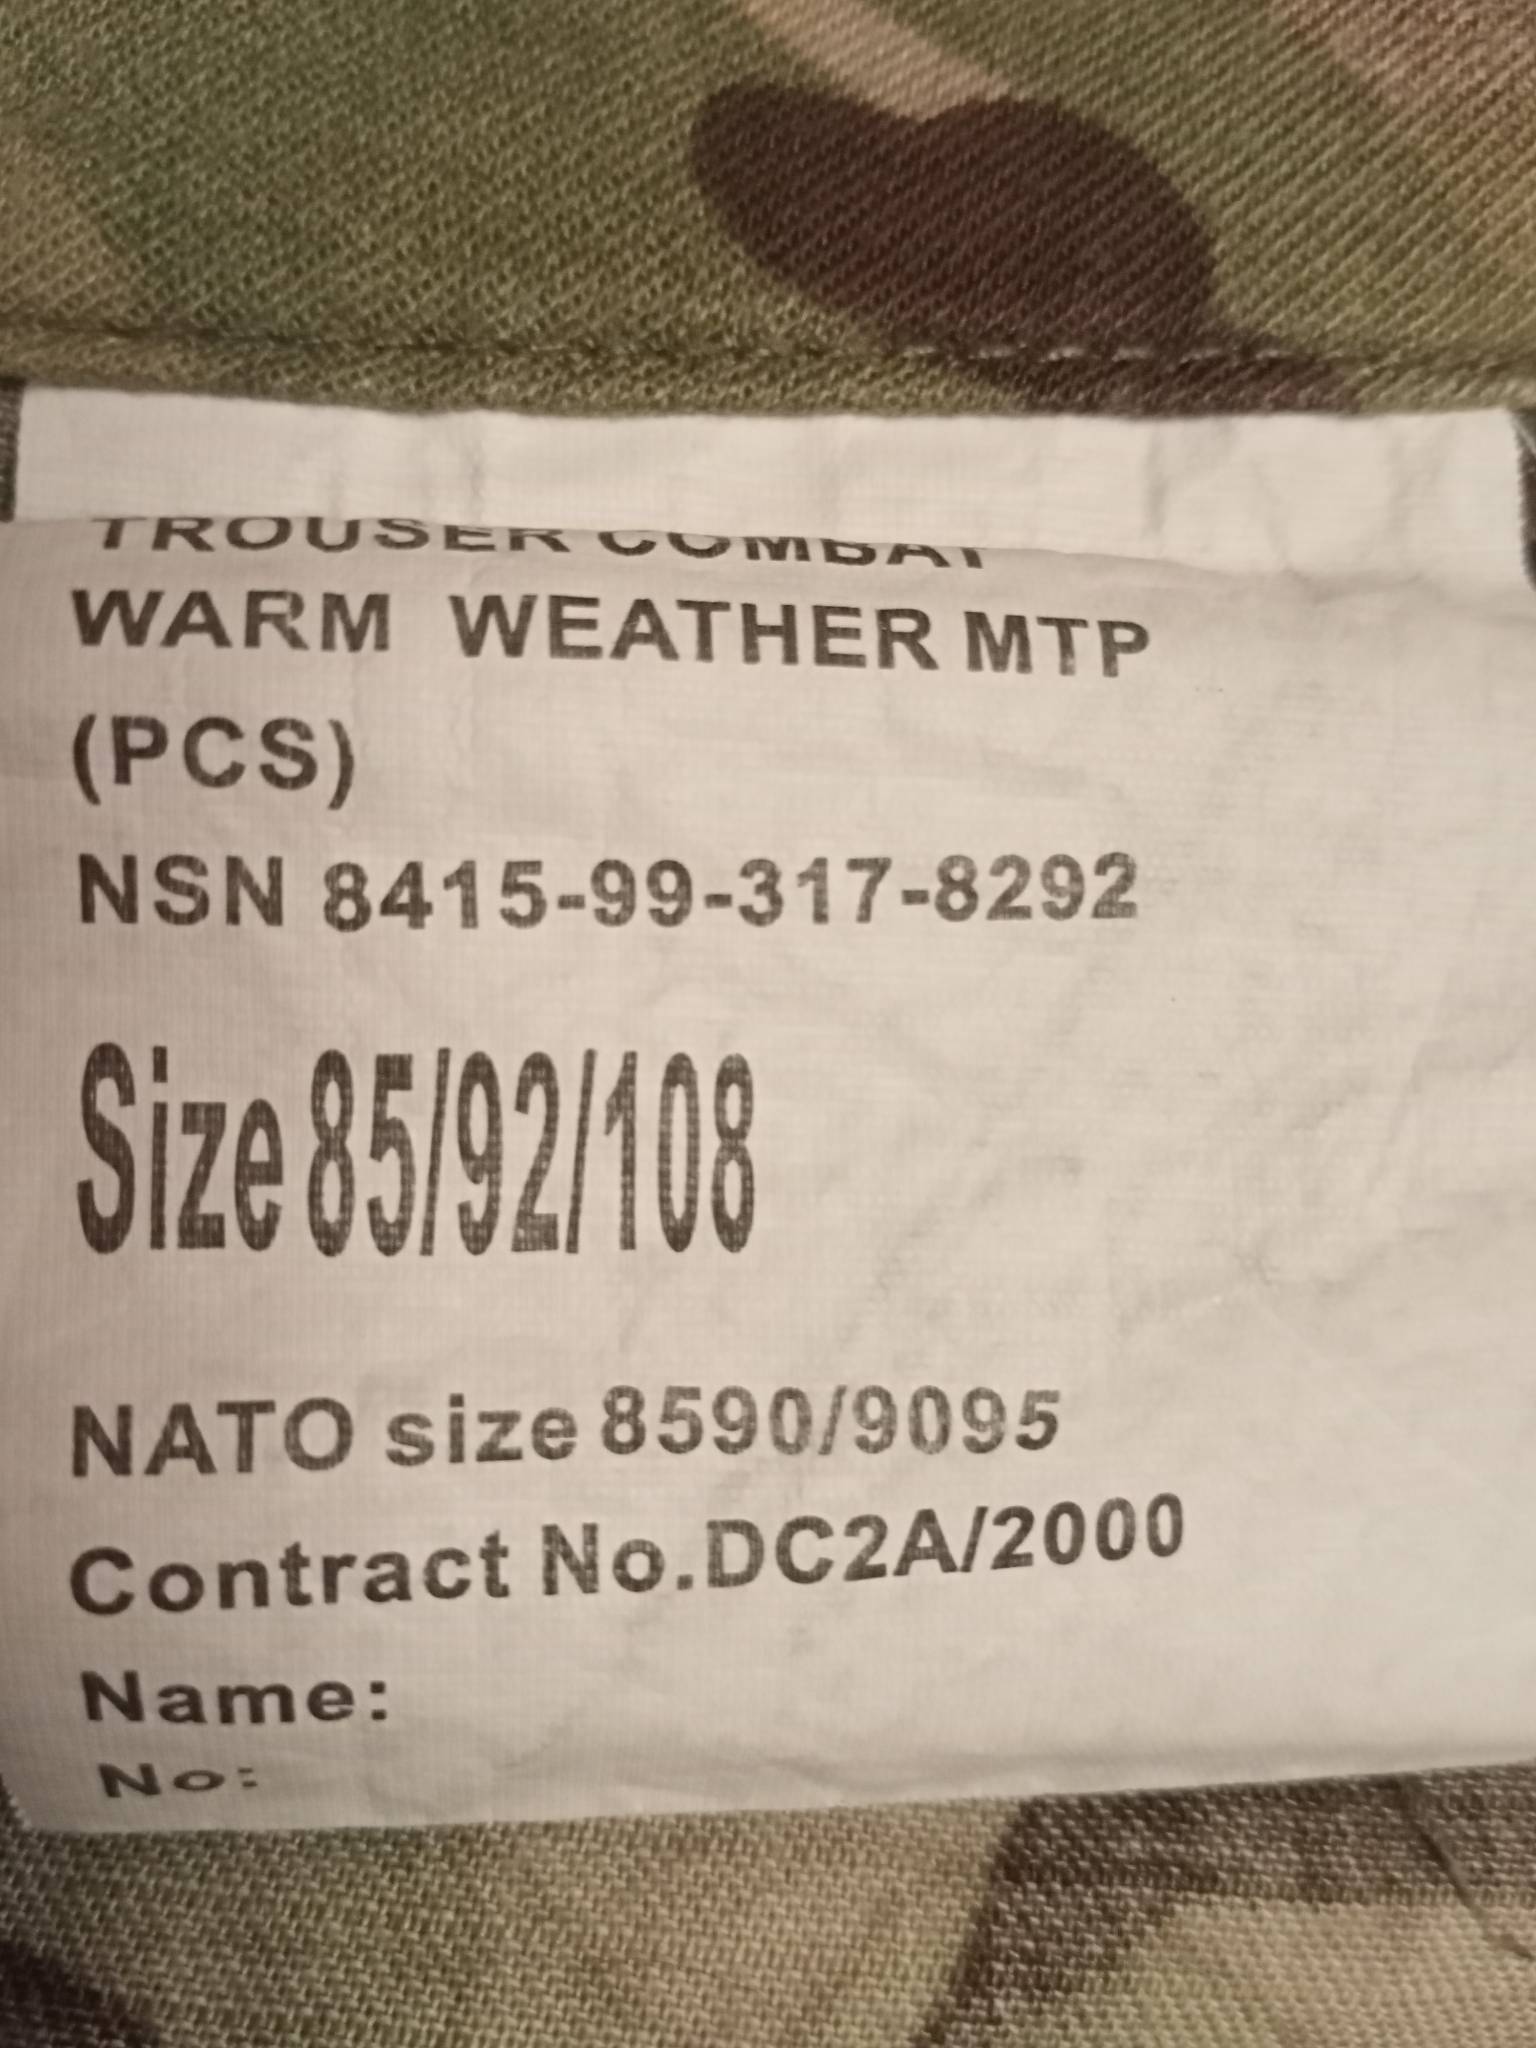 TROUSER COMBAT
WARM WEATHER MTP
(PCS)
NSN 8415-99-317-8292
Size 85/92/108
NATO size 8590/9095
Contract No.DC2A/2000
Name:
No: